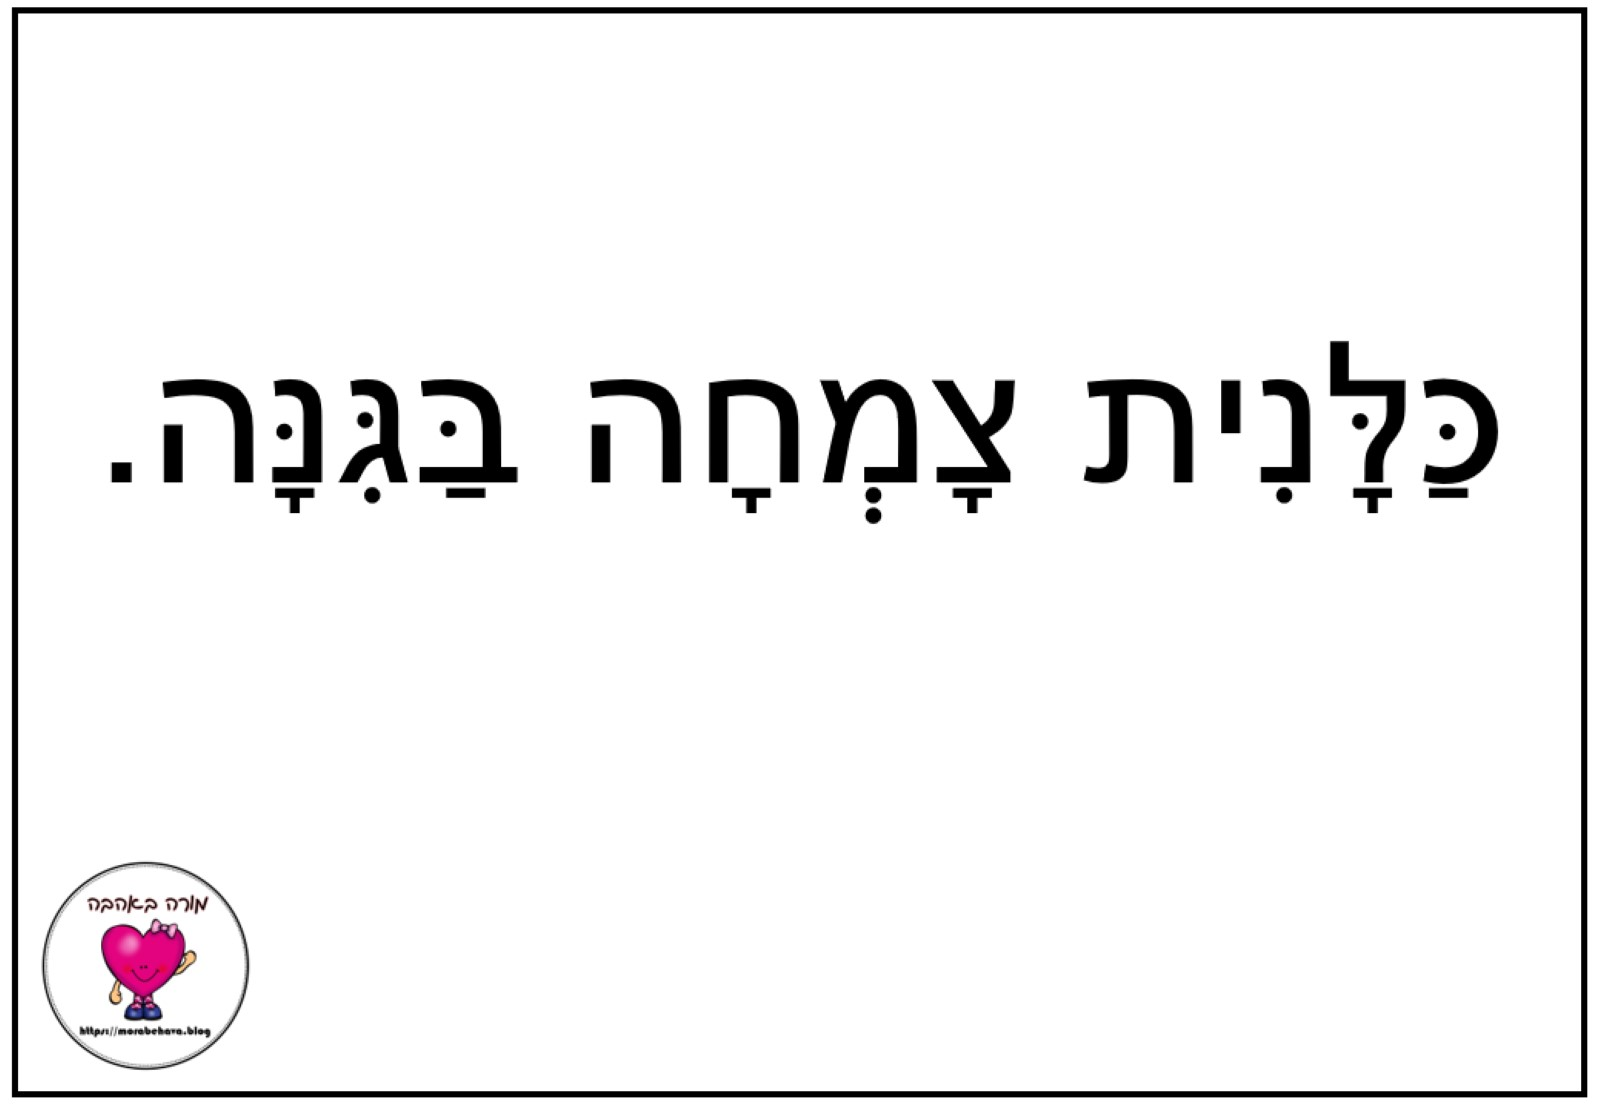 כַּלָּנִית צָמְחָה בַּגִּנָּה.
מורה באהבה
https://morabehava.blog